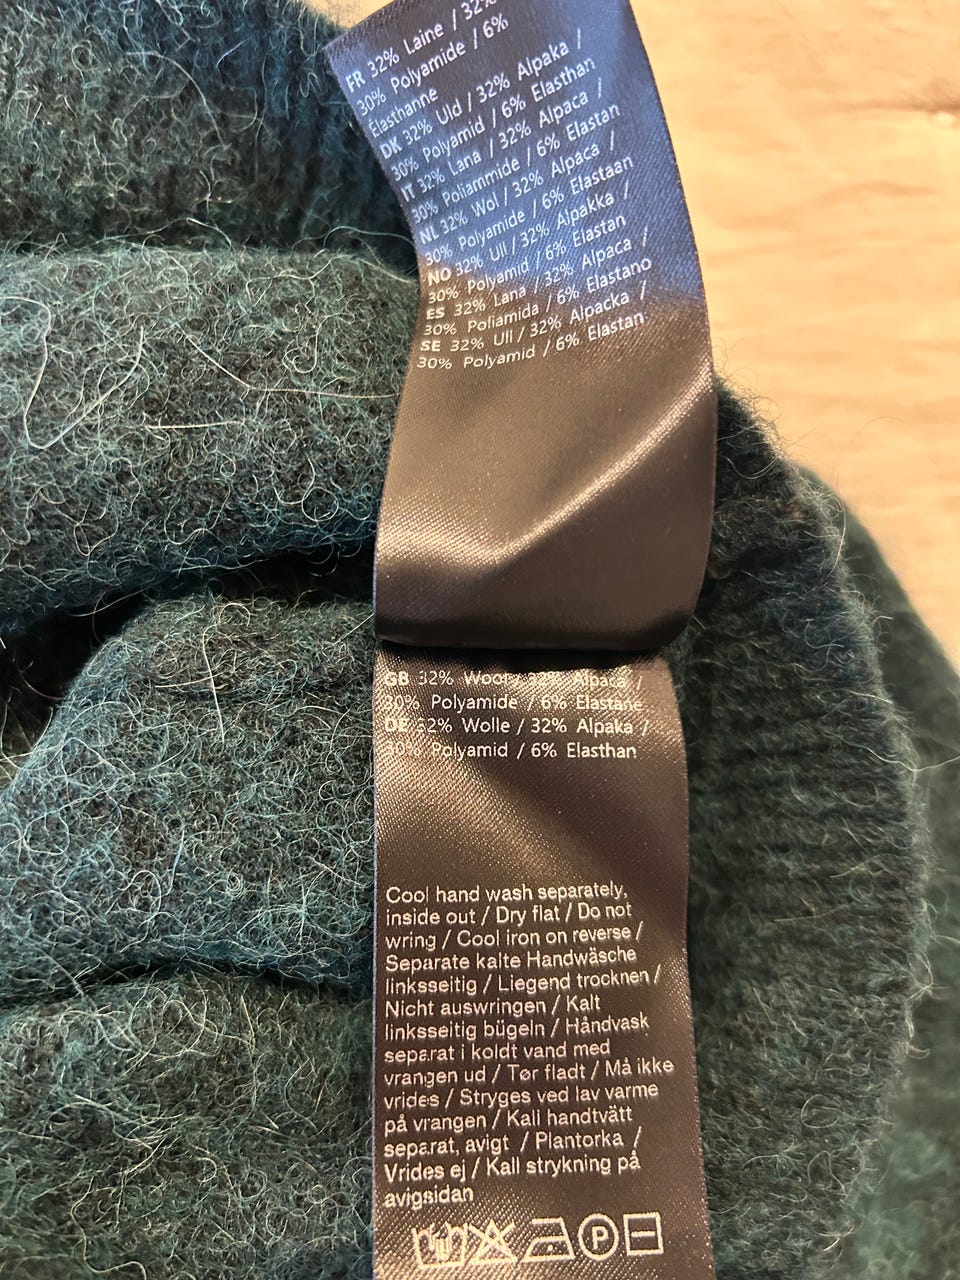 FR 32% Laine / 32%
30% Polyamide / 6%
Elasthanne
DK 32% Uld / 32% Alpaka /
30% Polyamid / 6% Elasthan
IT 32% Lana / 32% Alpaca /
30% Poliammide / 6% Elastan
NL 32% Wol / 32% Alpaca /
30% Polyamide / 6% Elastaan
NO 32% Ull / 32% Alpakka /
30% Polyamid / 6% Elastan
ES 32% Lana / 32% Alpaca /
30% Poliamida / 6% Elastano
SE 32% Ull / 32% Alpacka /
30% Polyamid / 6% Elastan
GB 32% Wool / 32% Alpaca /
30% Polyamide / 6% Elastane
DE 32% Wolle / 32% Alpaka /
30% Polyamid / 6% Elasthan
Cool hand wash separately,
inside out / Dry flat / Do not
wring / Cool iron on reverse /
Separate kalte Handwäsche
linksseitig / Liegend trocknen /
Nicht auswringen / Kalt
linksseitig bügeln / Håndvask
separat i koldt vand med
vrangen ud / Tør fladt / Må ikke
vrides / Stryges ved lav varme
på vrangen / Kall handtvätt
separat, avigt / Plantorka /
Vrides ej / Kall strykning på
avigsidan
P